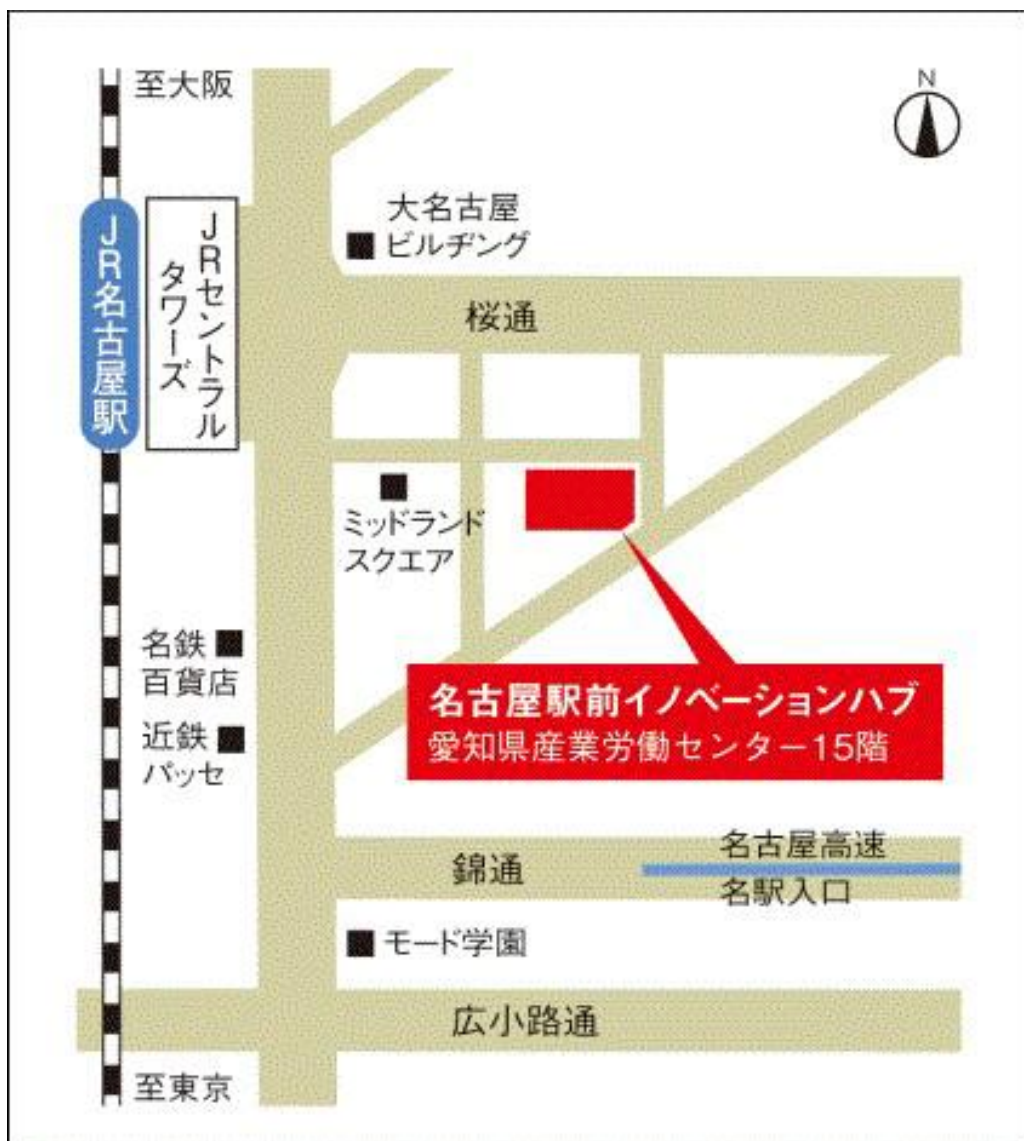 至大阪
N
大名古屋
ビルヂング
JR名古屋駅
JRセントラル
タワーズ
桜通
ミッドランド
スクエア
名鉄
百貨店
近鉄
パッセ
名古屋駅前イノベーションハブ
愛知県産業労働センター15階
名古屋高速
錦通
名駅入口
モード学園
広小路通
至東京